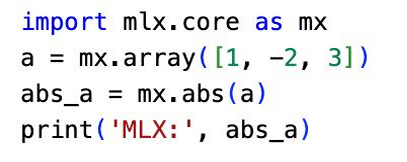 import mlx.core as mx
a = mx.array([1, -2, 3])
abs_a = mx.abs(a)
print('MLX:', abs_a)